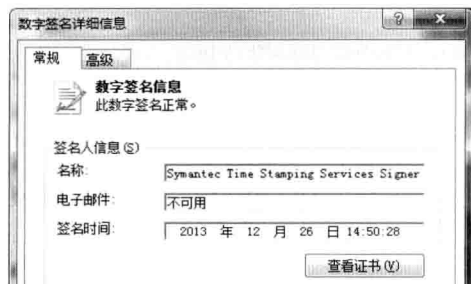 数字签名详细信息
常规 高级
数字签名信息
此数字签名正常。
签名人信息(S)
名称: Symantec Time Stamping Services Signer
电子邮件: 不可用
签名时间: 2013 年 12 月 26 日 14:50:28
查看证书(V)